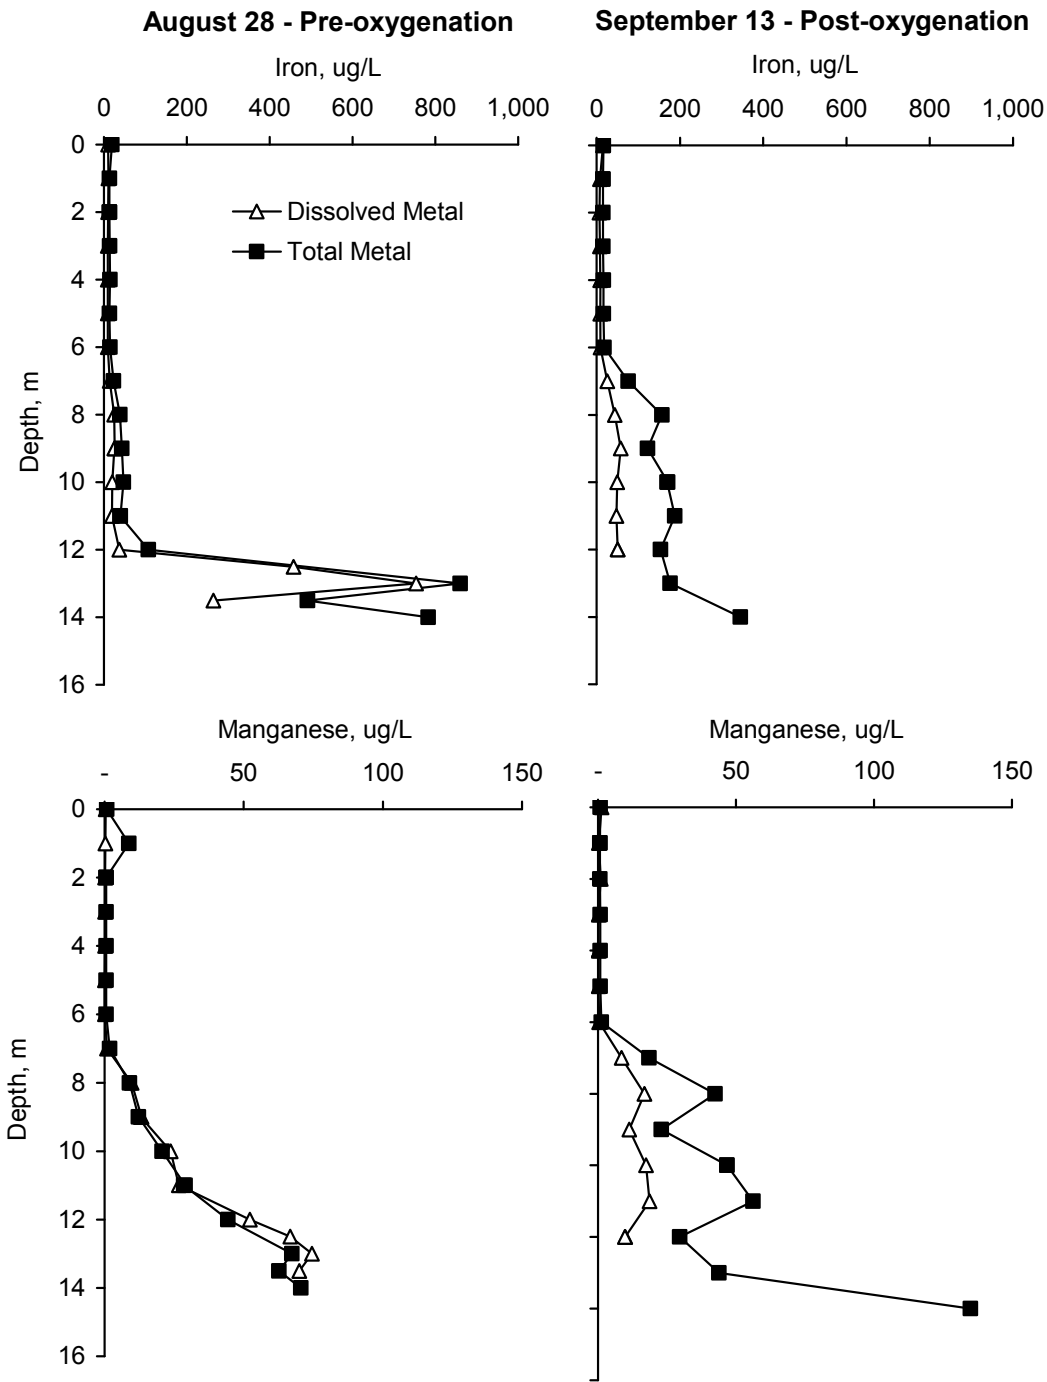 August 28 - Pre-oxygenation
September 13 - Post-oxygenation
Iron, ug/L
Iron, ug/L
0 200 400 600 800 1,000
0 200 400 600 800 1,000
0
2
4
6
8
10
12
14
16
Depth, m
Dissolved Metal
Total Metal
Manganese, ug/L
Manganese, ug/L
- 50 100 150
- 50 100 150
0
2
4
6
8
10
12
14
16
Depth, m